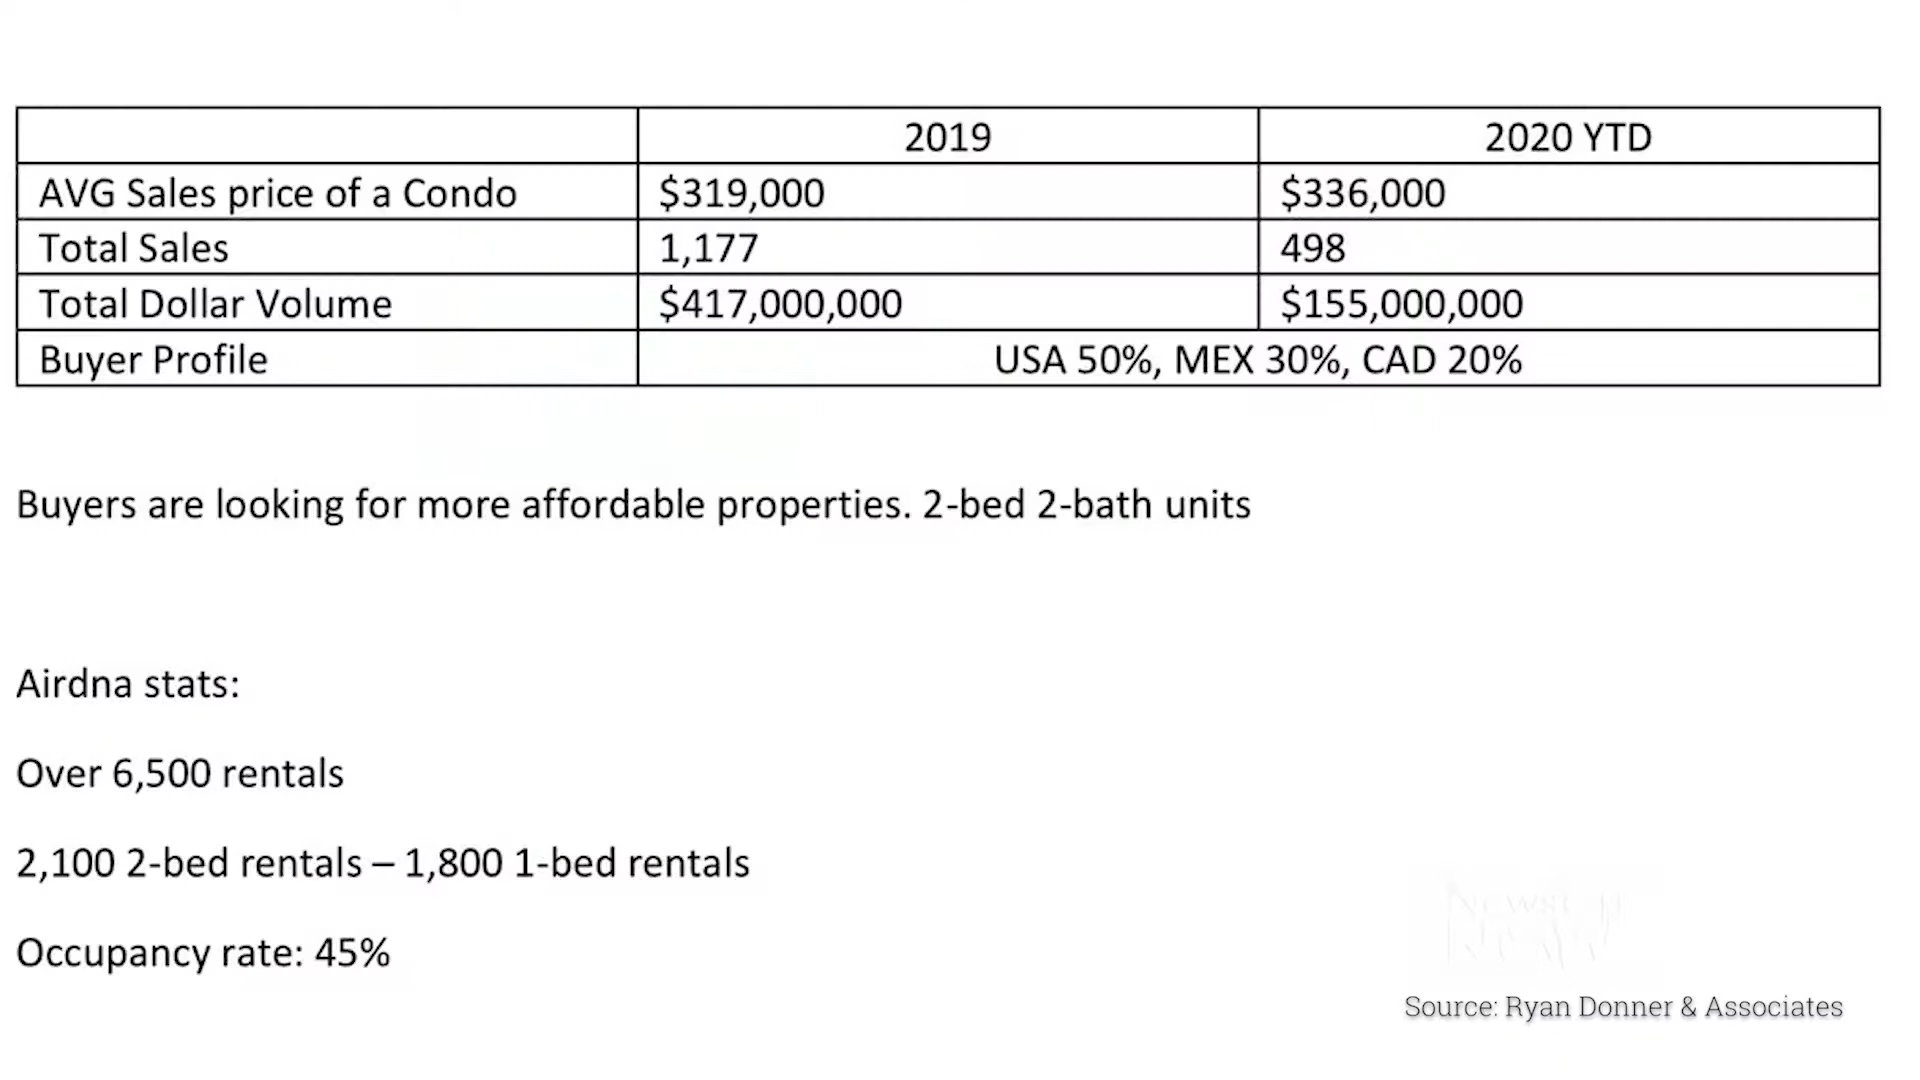 2019 2020 YTD
AVG Sales price of a Condo $319,000 $336,000
Total Sales 1,177 498
Total Dollar Volume $417,000,000 $155,000,000
Buyer Profile USA 50%, MEX 30%, CAD 20%
Buyers are looking for more affordable properties. 2-bed 2-bath units
Airdna stats:
Over 6,500 rentals
2,100 2-bed rentals – 1,800 1-bed rentals
Occupancy rate: 45%
Source: Ryan Donner & Associates